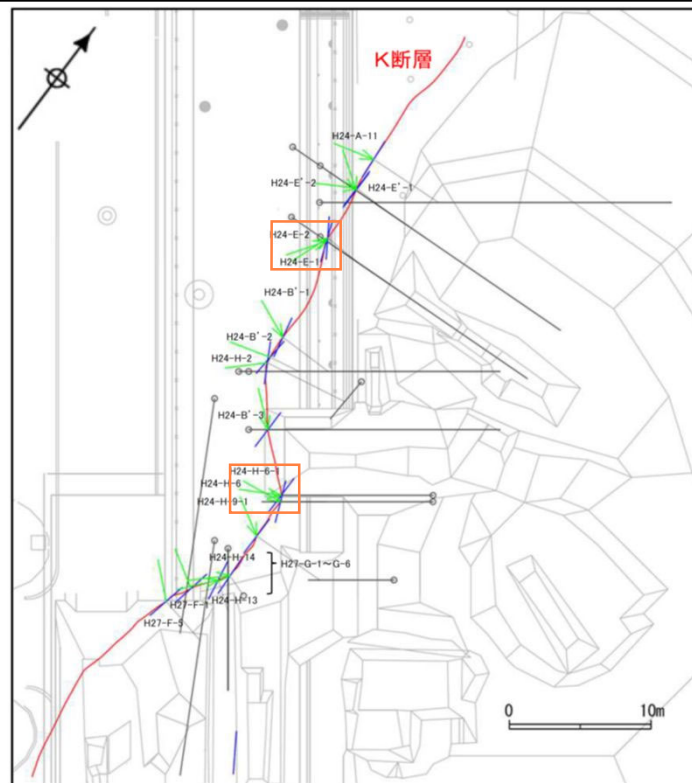 K断層
H24-A-11
H24-E'-2
H24-E'-1
H24-E-2
H24-E-1
H24-B'-1
H24-B'-2
H24-H-2
H24-B'-3
H24-H-6-1
H24-H-6
H24-H-9-1
H24-H-14
H27-G-1～G-6
H24-H-13
H27-F-1
H27-F-5
0
10m